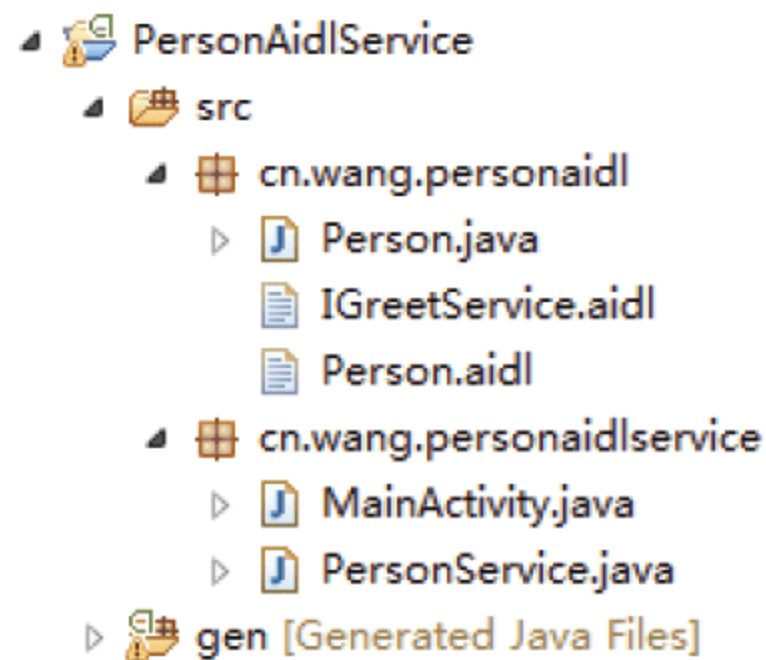 PersonAidlService
src
cn.wang.personaidl
Person.java
IGreetService.aidl
Person.aidl
cn.wang.personaidlservice
MainActivity.java
PersonService.java
gen [Generated Java Files]